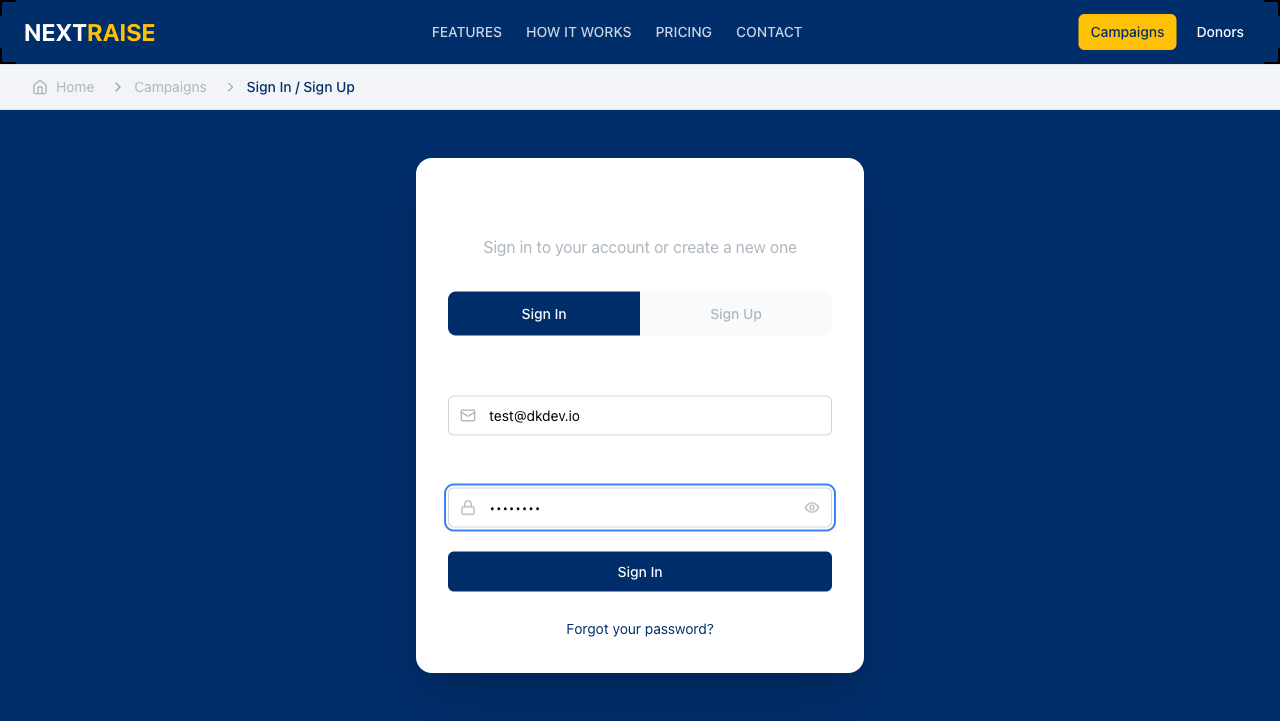 NEXTRAISE
FEATURES HOW IT WORKS PRICING CONTACT
Campaigns Donors
Home Campaigns Sign In / Sign Up
Sign in to your account or create a new one
Sign In Sign Up
test@dkdev.io
••••••••
Sign In
Forgot your password?